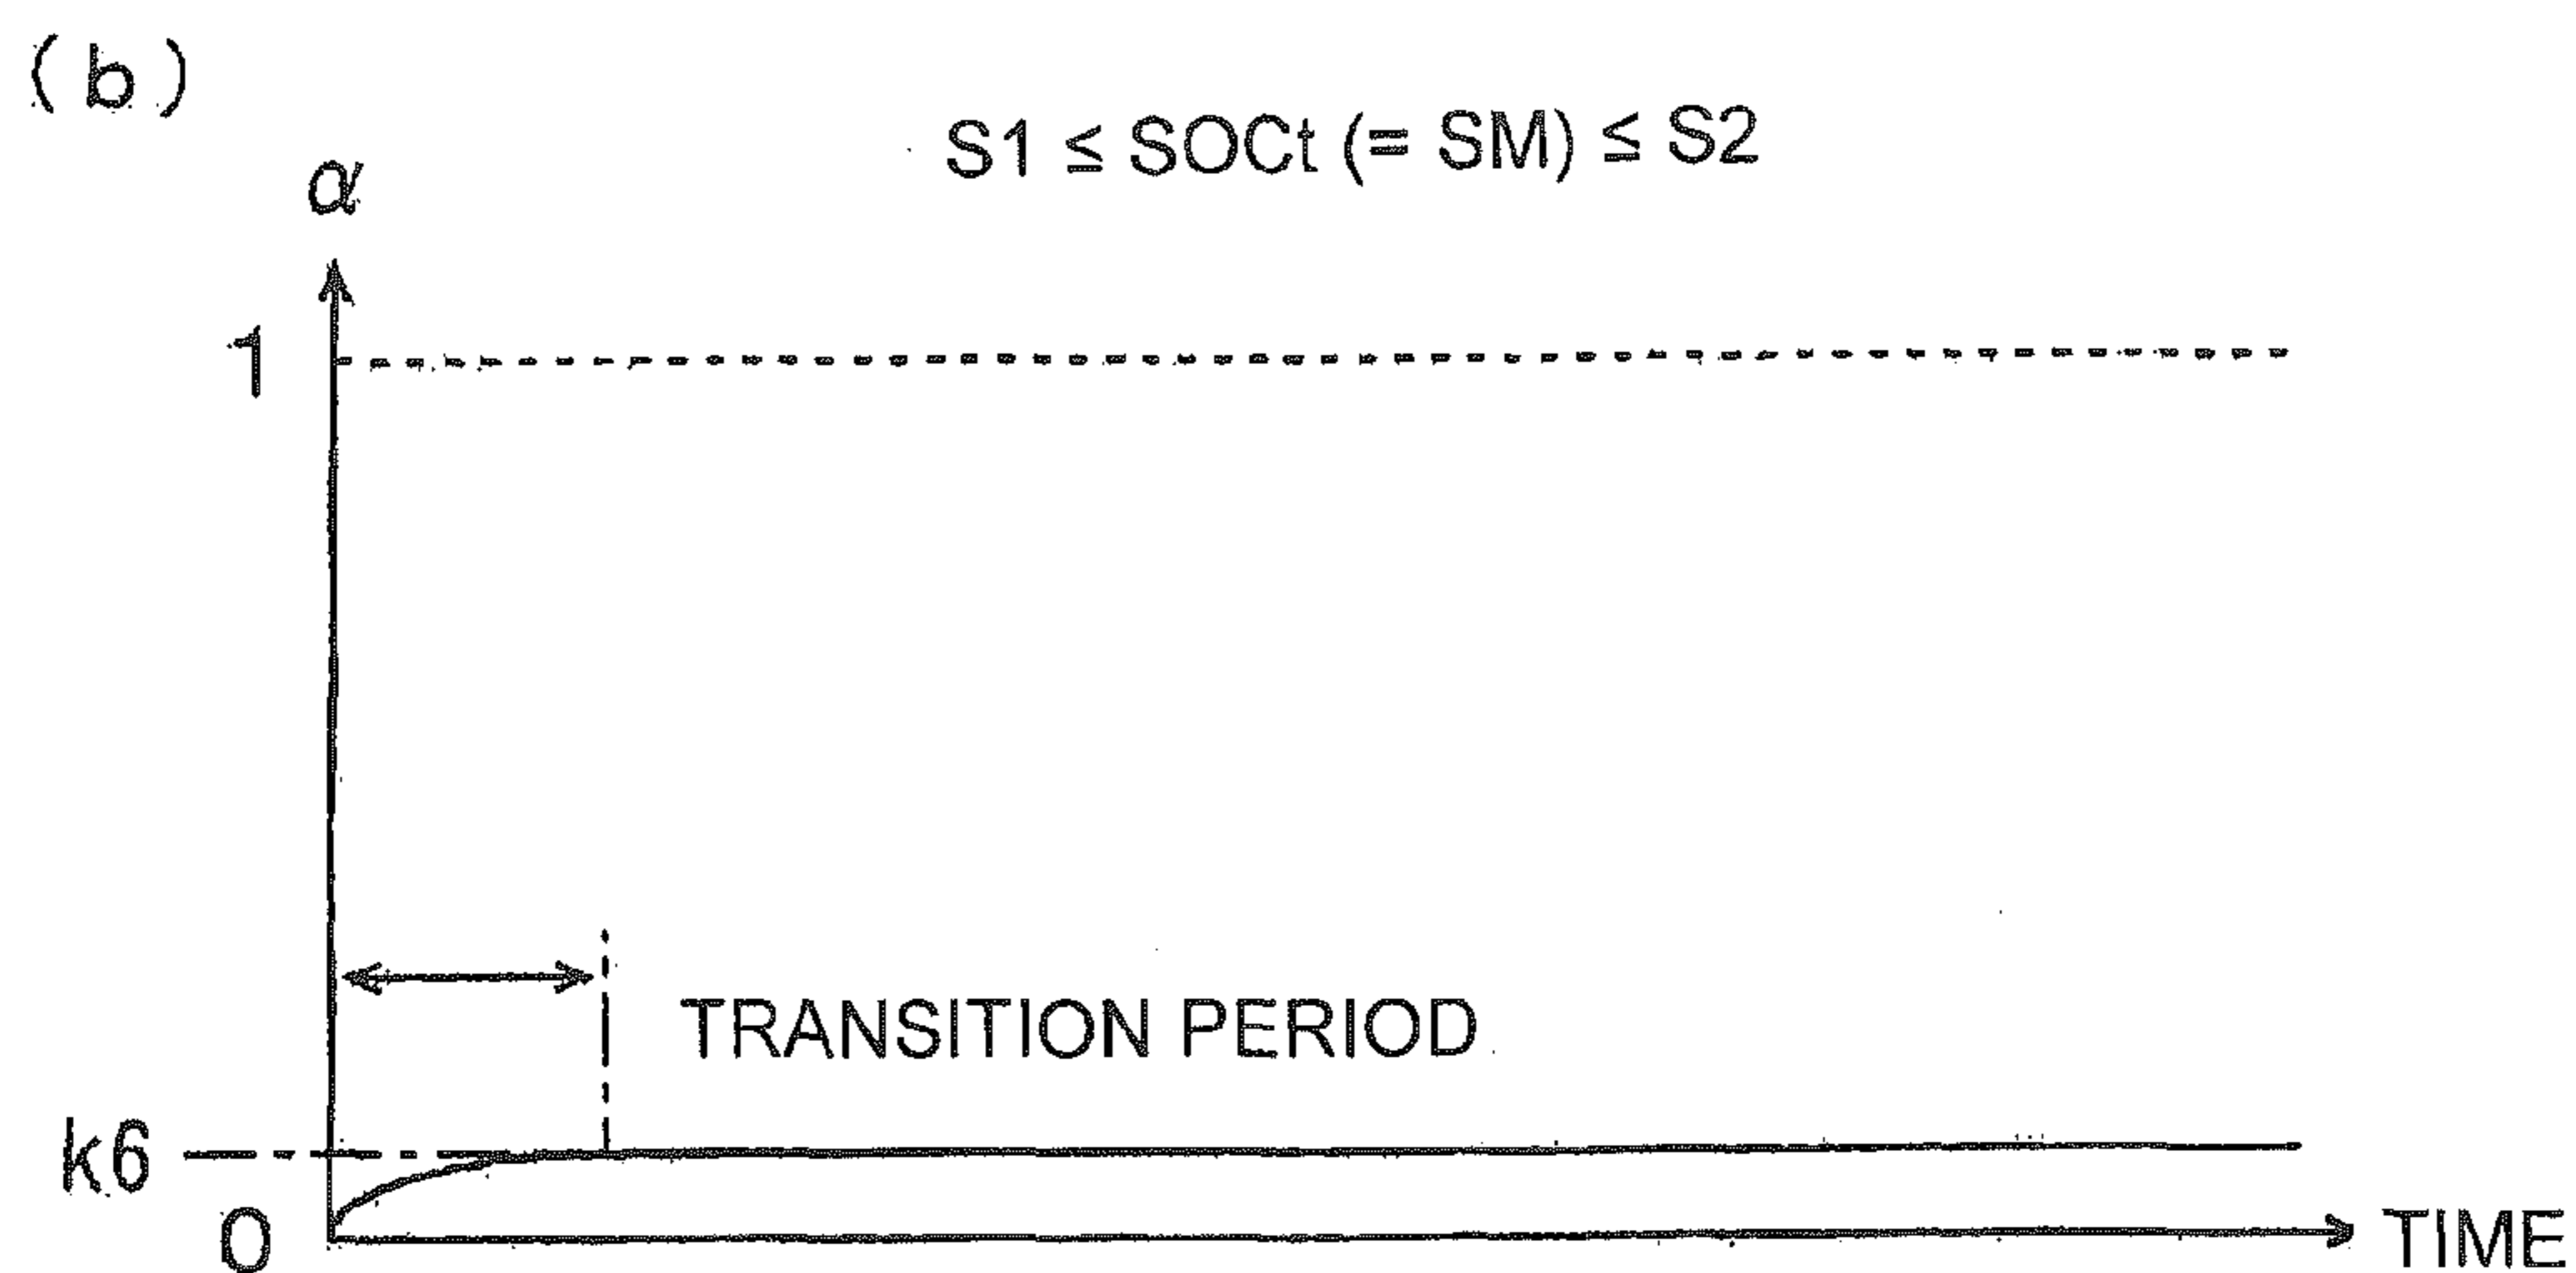 (b)
S1 ≤ SOCt (= SM) ≤ S2
α
1
TRANSITION PERIOD
k6
0
TIME